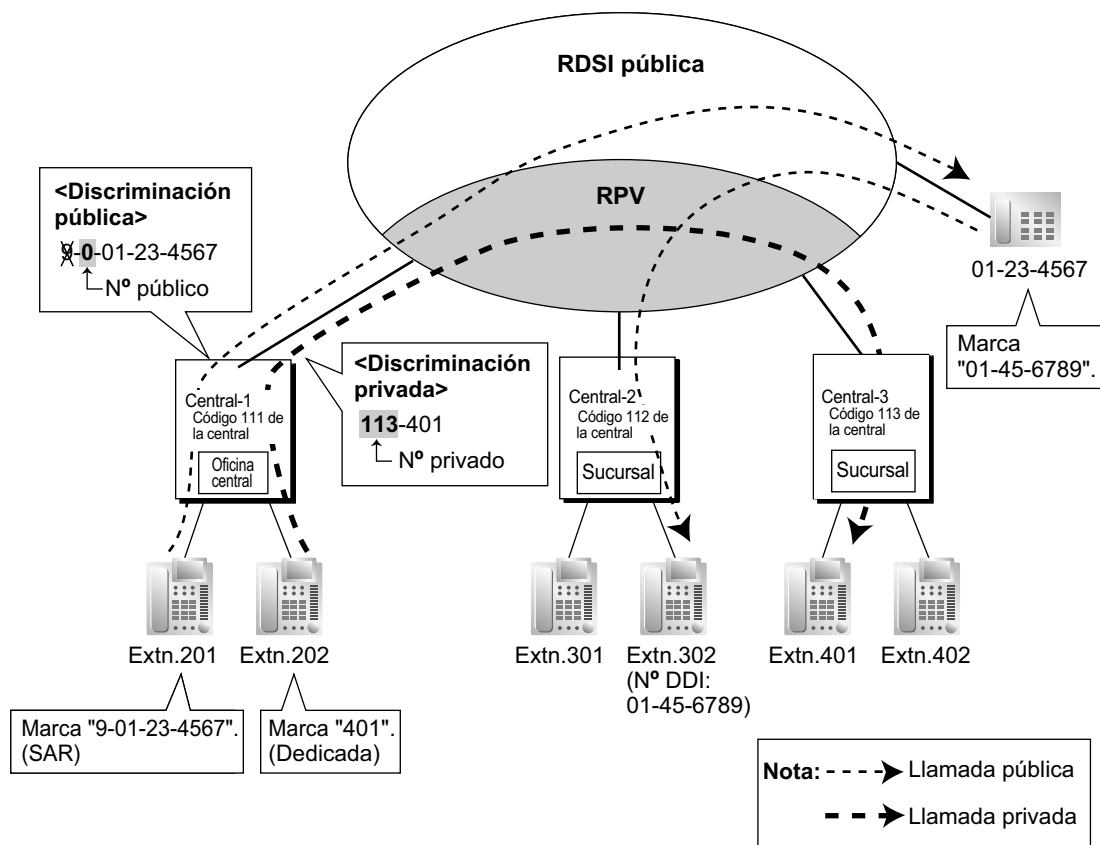 RDSI pública
RPV
<Discriminación
pública>
9-0-01-23-4567
Nº público
01-23-4567
Marca
"01-45-6789".
<Discriminación
privada>
113-401
Nº privado
Central-1
Código 111 de
la central
Oficina
central
Central-2
Código 112 de
la central
Sucursal
Central-3
Código 113 de
la central
Sucursal
Extn.201
Extn.202
Extn.301
Extn.302
(Nº DDI:
01-45-6789)
Extn.401
Extn.402
Marca "9-01-23-4567".
(SAR)
Marca "401".
(Dedicada)
Nota:
Llamada pública
Llamada privada